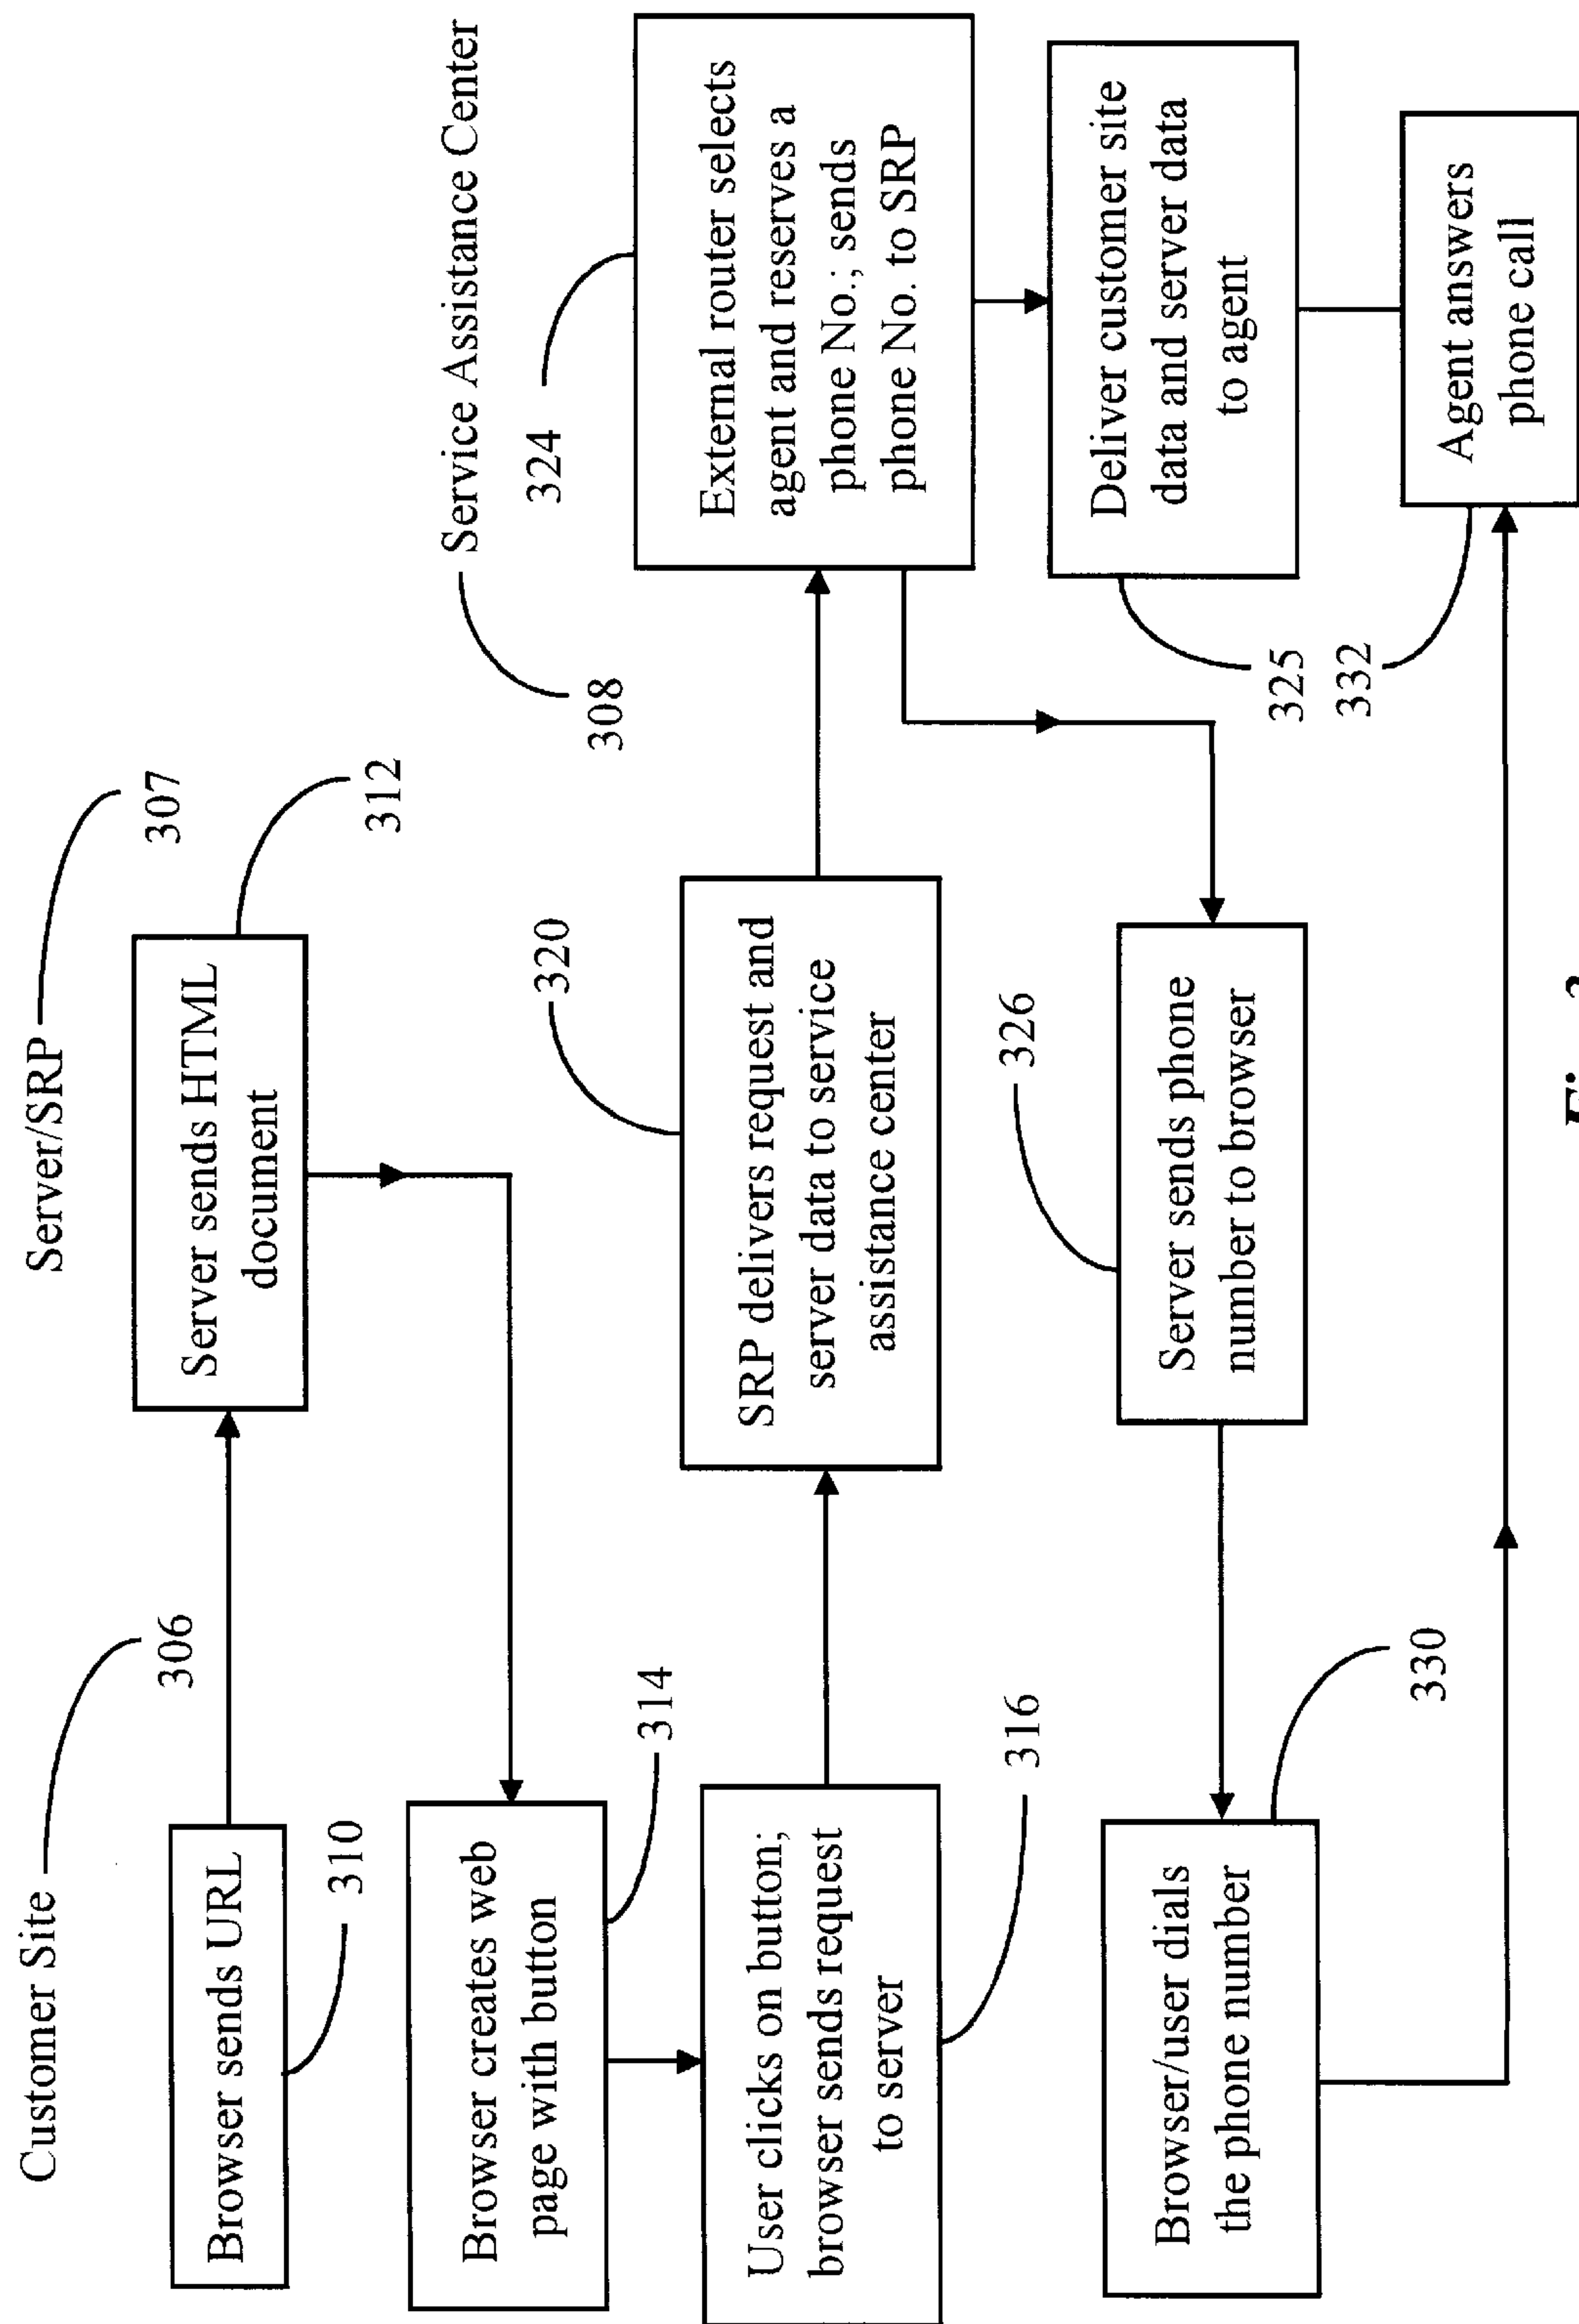 Customer Site
306
Server/SRP
307
Service Assistance Center
308
Browser sends URL
310
Server sends HTML
document
312
Browser creates web
page with button
314
User clicks on button;
browser sends request
to server
316
SRP delivers request and
server data to service
assistance center
320
324
External router selects
agent and reserves a
phone No.; sends
phone No. to SRP
Deliver customer site
data and server data
to agent
325
326
Server sends phone
number to browser
Browser/user dials
the phone number
330
332
Agent answers
phone call